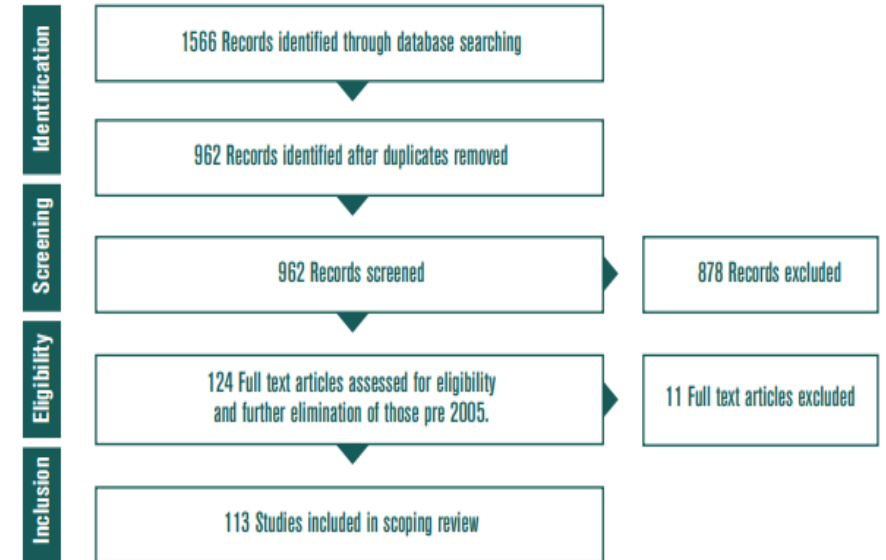 Identification
1566 Records identified through database searching
962 Records identified after duplicates removed
Screening
962 Records screened
878 Records excluded
Eligibility
124 Full text articles assessed for eligibility
and further elimination of those pre 2005.
11 Full text articles excluded
Inclusion
113 Studies included in scoping review